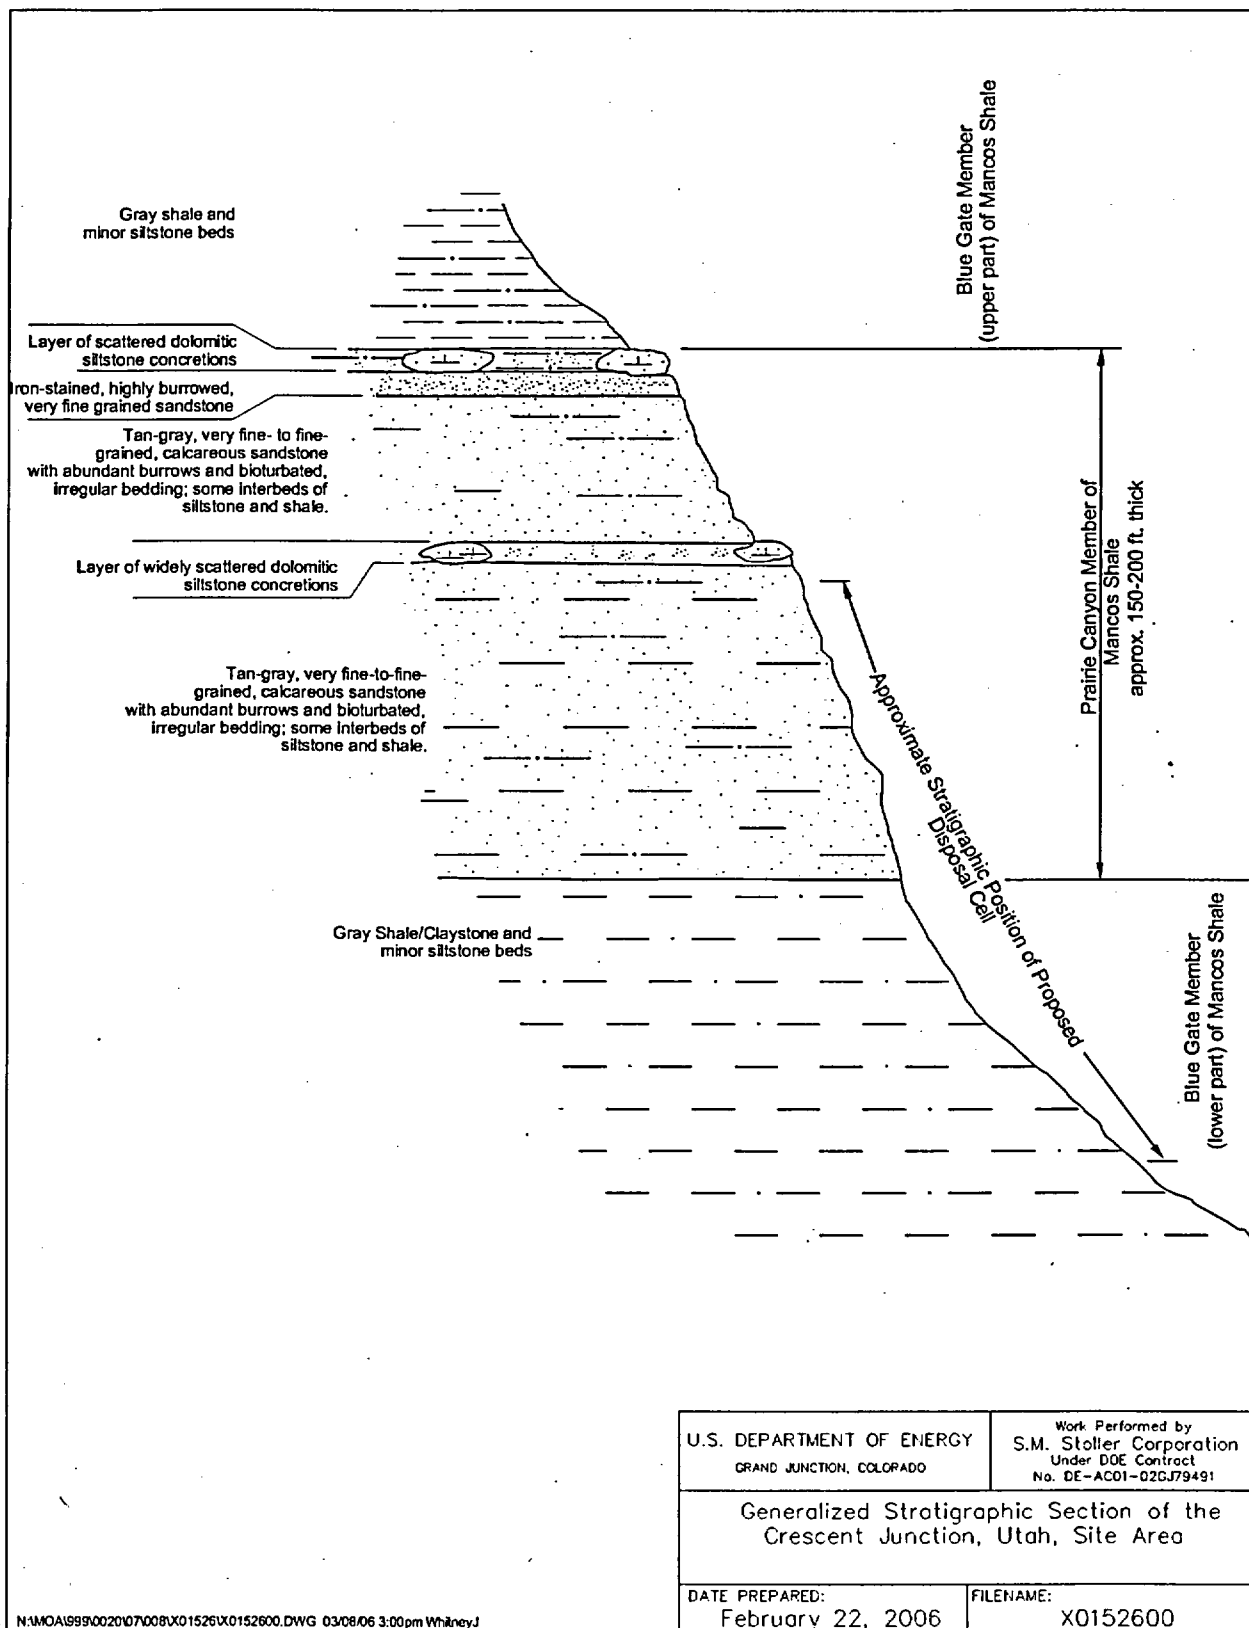 Blue Gate Member
(upper part) of Mancos Shale
Gray shale and
minor siltstone beds
Layer of scattered dolomitic
siltstone concretions
Iron-stained, highly burrowed,
very fine grained sandstone
Tan-gray, very fine- to fine-
grained, calcareous sandstone
with abundant burrows and bioturbated,
irregular bedding; some interbeds of
siltstone and shale.
Layer of widely scattered dolomitic
siltstone concretions
Prairie Canyon Member of
Mancos Shale
approx. 150-200 ft. thick
Tan-gray, very fine-to-fine-
grained, calcareous sandstone
with abundant burrows and bioturbated,
irregular bedding; some interbeds of
siltstone and shale.
Approximate Stratigraphic Position of Proposed
Disposal Cell
Gray Shale/Claystone and
minor siltstone beds
Blue Gate Member
(lower part) of Mancos Shale
U.S. DEPARTMENT OF ENERGY
GRAND JUNCTION, COLORADO
Work Performed by
S.M. Stoller Corporation
Under DOE Contract
No. DE-AC01-02GJ79491
Generalized Stratigraphic Section of the
Crescent Junction, Utah, Site Area
DATE PREPARED:
February 22, 2006
FILENAME:
X0152600
N:\MOA\999\0020\07\008\X01526\X0152600.DWG 03/08/06 3:00pm WhitneyJ